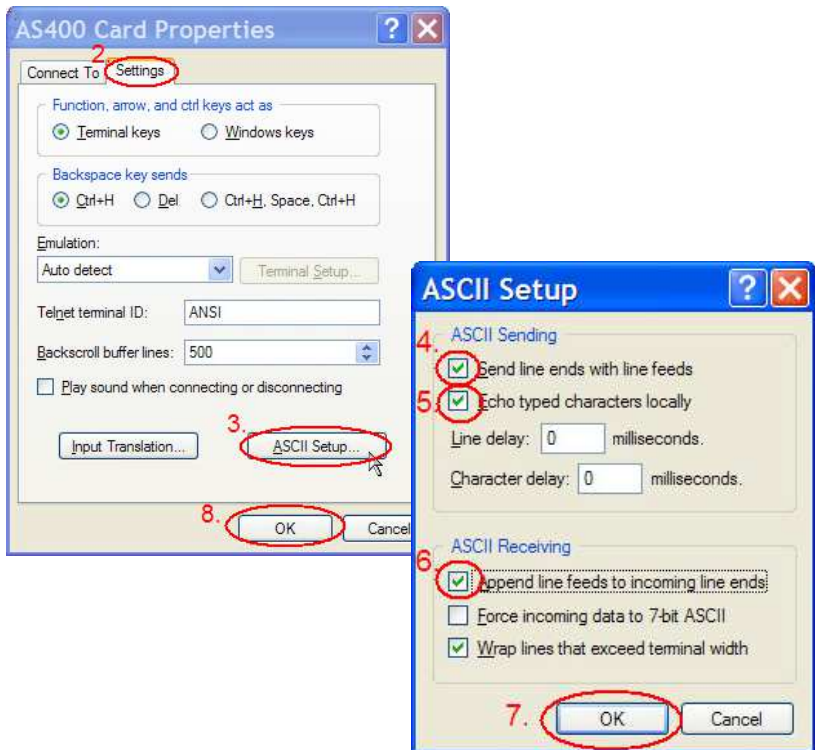 AS400 Card Properties
2
Connect To Settings
Function, arrow, and ctrl keys act as
Terminal keys Windows keys
Backspace key sends
Ctrl+H Del Ctrl+H, Space, Ctrl+H
Emulation:
Auto detect Terminal Setup...
Telnet terminal ID: ANSI
Backscroll buffer lines: 500
Play sound when connecting or disconnecting
3.
Input Translation... ASCII Setup...
8.
OK Cancel
ASCII Setup
ASCII Sending
4.
Send line ends with line feeds
5.
Echo typed characters locally
Line delay: 0 milliseconds.
Character delay: 0 milliseconds.
ASCII Receiving
6.
Append line feeds to incoming line ends
Force incoming data to 7-bit ASCII
Wrap lines that exceed terminal width
7.
OK Cancel